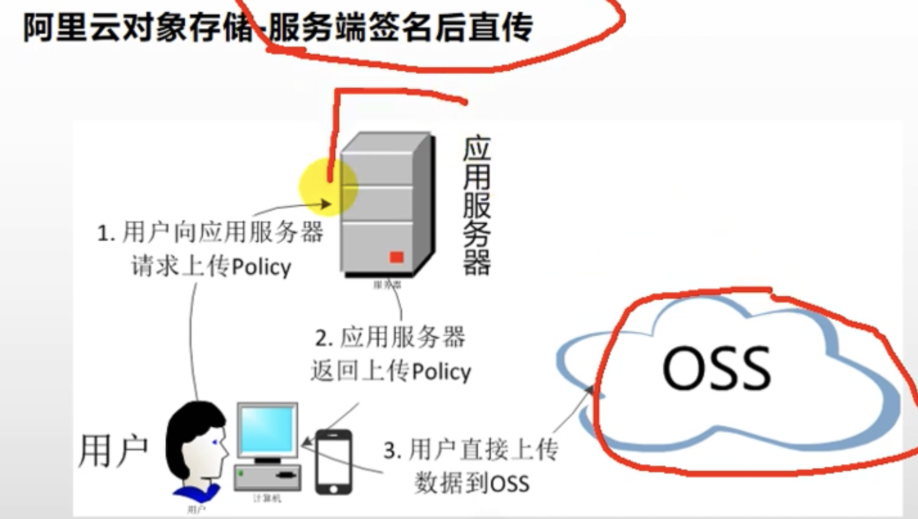 阿里云对象存储-服务端签名后直传
应用服务器
1. 用户向应用服务器
请求上传Policy
服务器
2. 应用服务器
返回上传Policy
OSS
用户
3. 用户直接上传
数据到OSS
计算机
用户